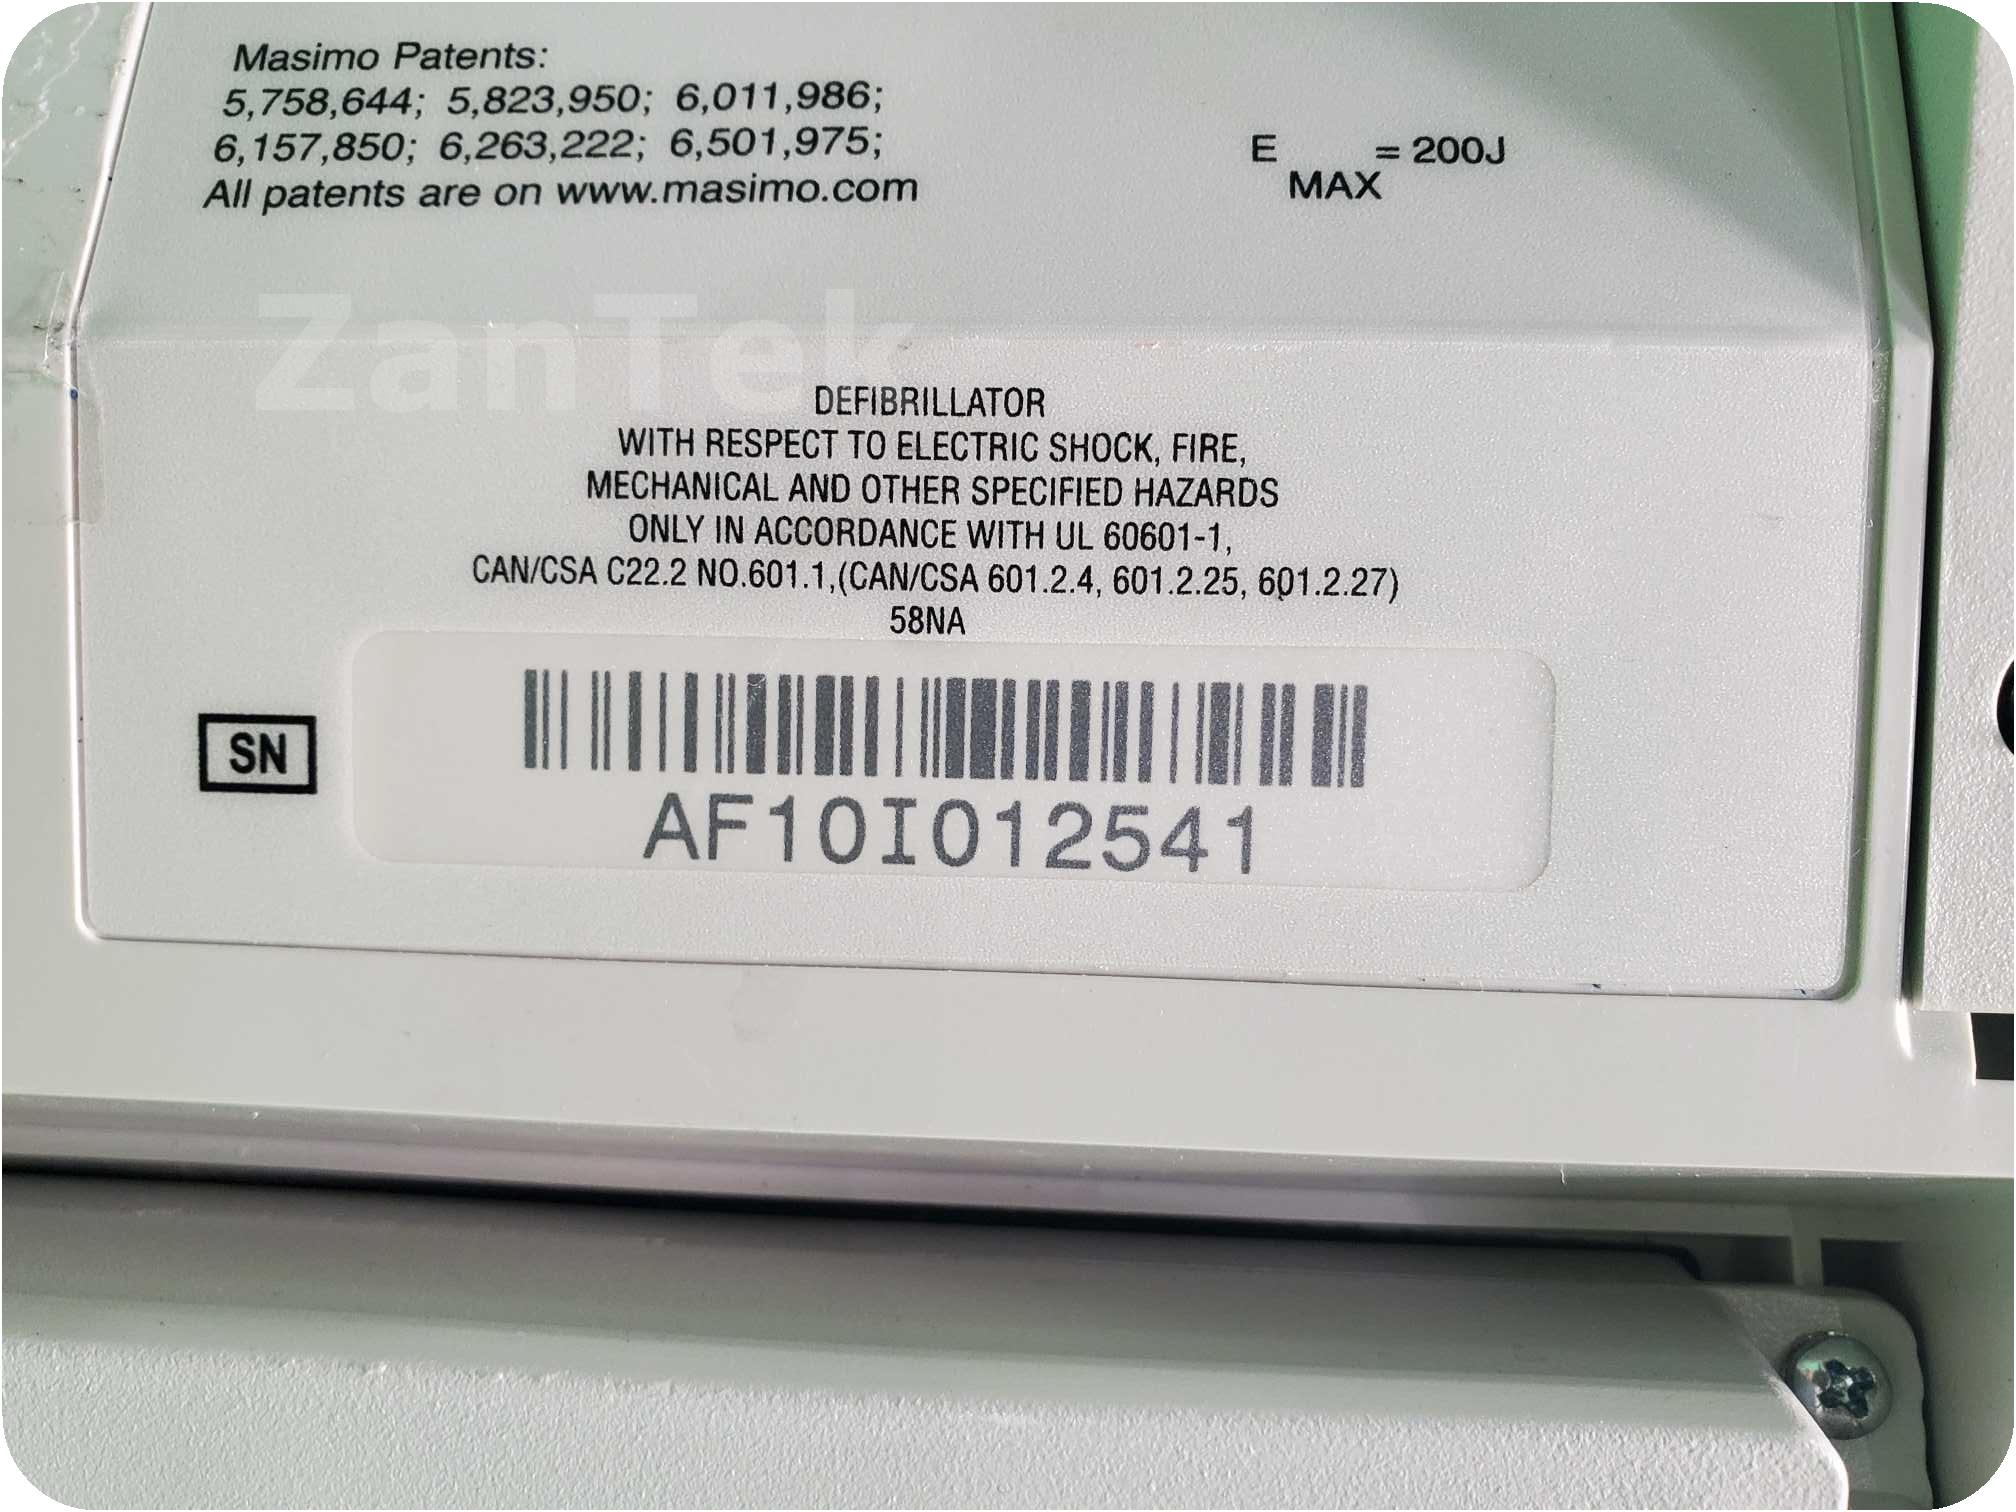 Masimo Patents:
5,758,644; 5,823,950; 6,011,986;
6,157,850; 6,263,222; 6,501,975;
All patents are on www.masimo.com
E MAX = 200J
ZanTek
DEFIBRILLATOR
WITH RESPECT TO ELECTRIC SHOCK, FIRE,
MECHANICAL AND OTHER SPECIFIED HAZARDS
ONLY IN ACCORDANCE WITH UL 60601-1,
CAN/CSA C22.2 NO.601.1,(CAN/CSA 601.2.4, 601.2.25, 601.2.27)
58NA
SN
AF10I012541